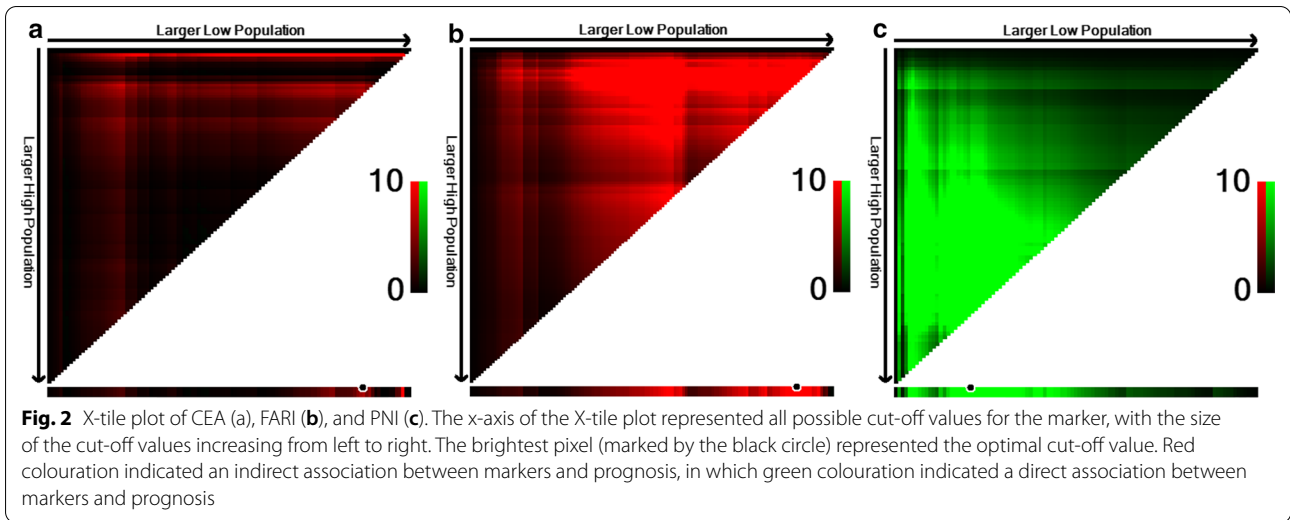 a
Larger Low Population
Larger High Population
10
0
b
Larger Low Population
Larger High Population
10
0
c
Larger Low Population
Larger High Population
10
0
Fig. 2 X-tile plot of CEA (a), FARI (b), and PNI (c). The x-axis of the X-tile plot represented all possible cut-off values for the marker, with the size
of the cut-off values increasing from left to right. The brightest pixel (marked by the black circle) represented the optimal cut-off value. Red
colouration indicated an indirect association between markers and prognosis, in which green colouration indicated a direct association between
markers and prognosis